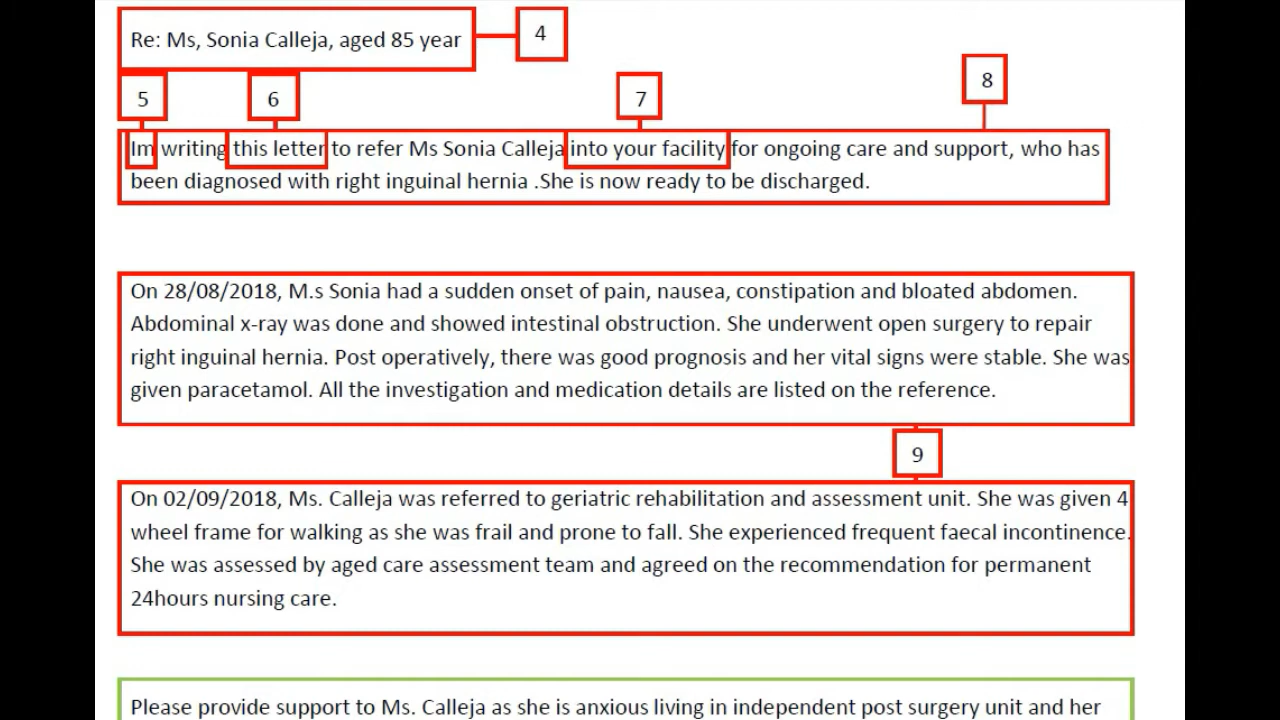 Re: Ms, Sonia Calleja, aged 85 year
4
5
6
7
8
Im writing this letter to refer Ms Sonia Calleja into your facility for ongoing care and support, who has
been diagnosed with right inguinal hernia .She is now ready to be discharged.
On 28/08/2018, M.s Sonia had a sudden onset of pain, nausea, constipation and bloated abdomen.
Abdominal x-ray was done and showed intestinal obstruction. She underwent open surgery to repair
right inguinal hernia. Post operatively, there was good prognosis and her vital signs were stable. She was
given paracetamol. All the investigation and medication details are listed on the reference.
9
On 02/09/2018, Ms. Calleja was referred to geriatric rehabilitation and assessment unit. She was given 4
wheel frame for walking as she was frail and prone to fall. She experienced frequent faecal incontinence.
She was assessed by aged care assessment team and agreed on the recommendation for permanent
24hours nursing care.
Please provide support to Ms. Calleja as she is anxious living in independent post surgery unit and her